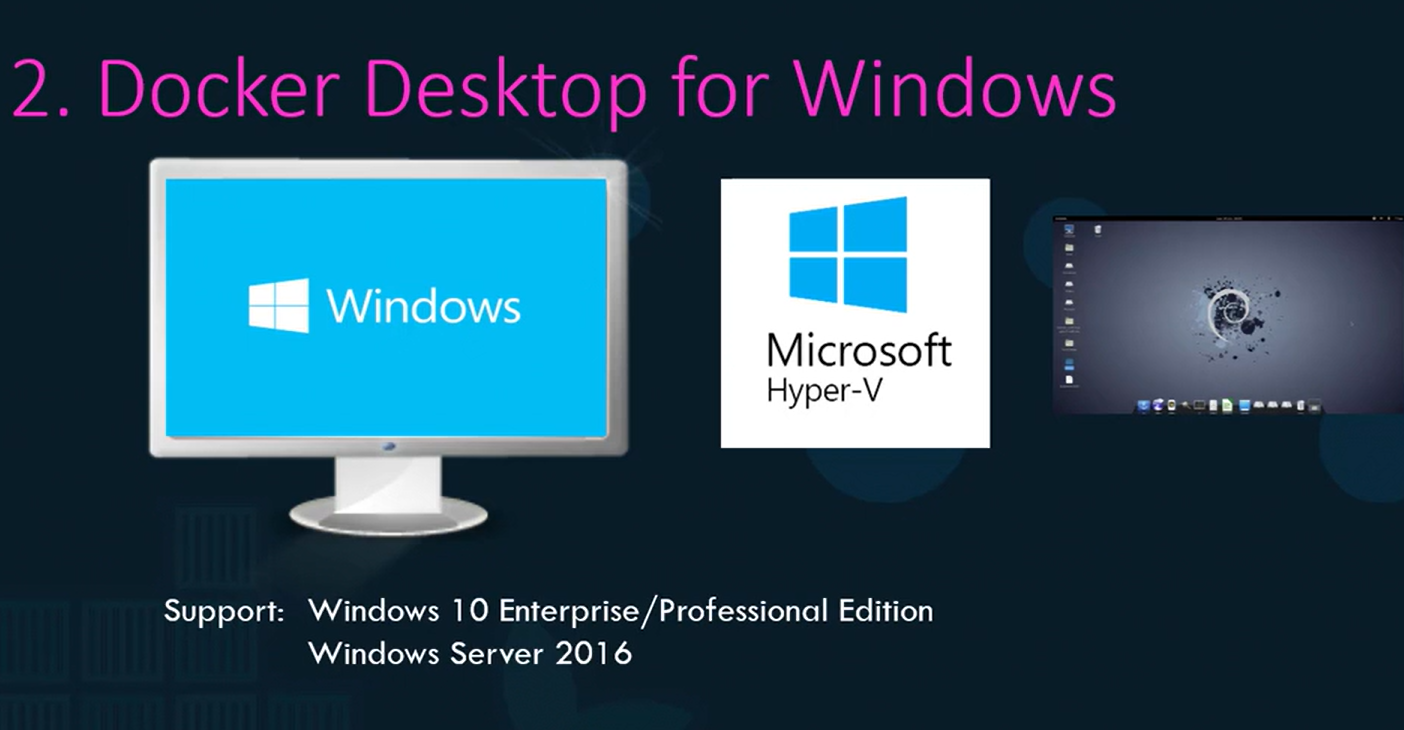 2. Docker Desktop for Windows
Windows
Microsoft
Hyper-V
Support: Windows 10 Enterprise/Professional Edition
Windows Server 2016